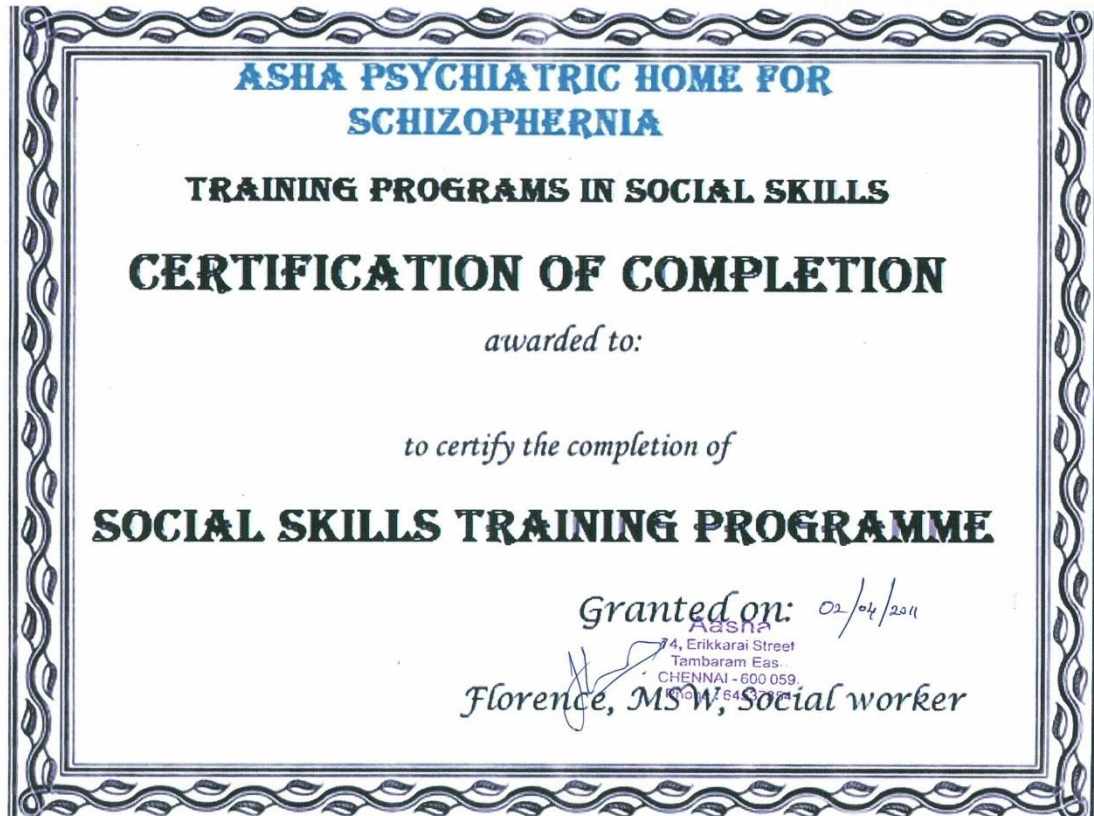 ASHA PSYCHIATRIC HOME FOR
SCHIZOPHERNIA
TRAINING PROGRAMS IN SOCIAL SKILLS
CERTIFICATION OF COMPLETION
awarded to:
to certify the completion of
SOCIAL SKILLS TRAINING PROGRAMME
Granted on: 02/04/2011
Aasha
74, Erikkarai Street
Tambaram Eas
CHENNAI - 600 059.
Phone :
Florence, MSW, Social worker